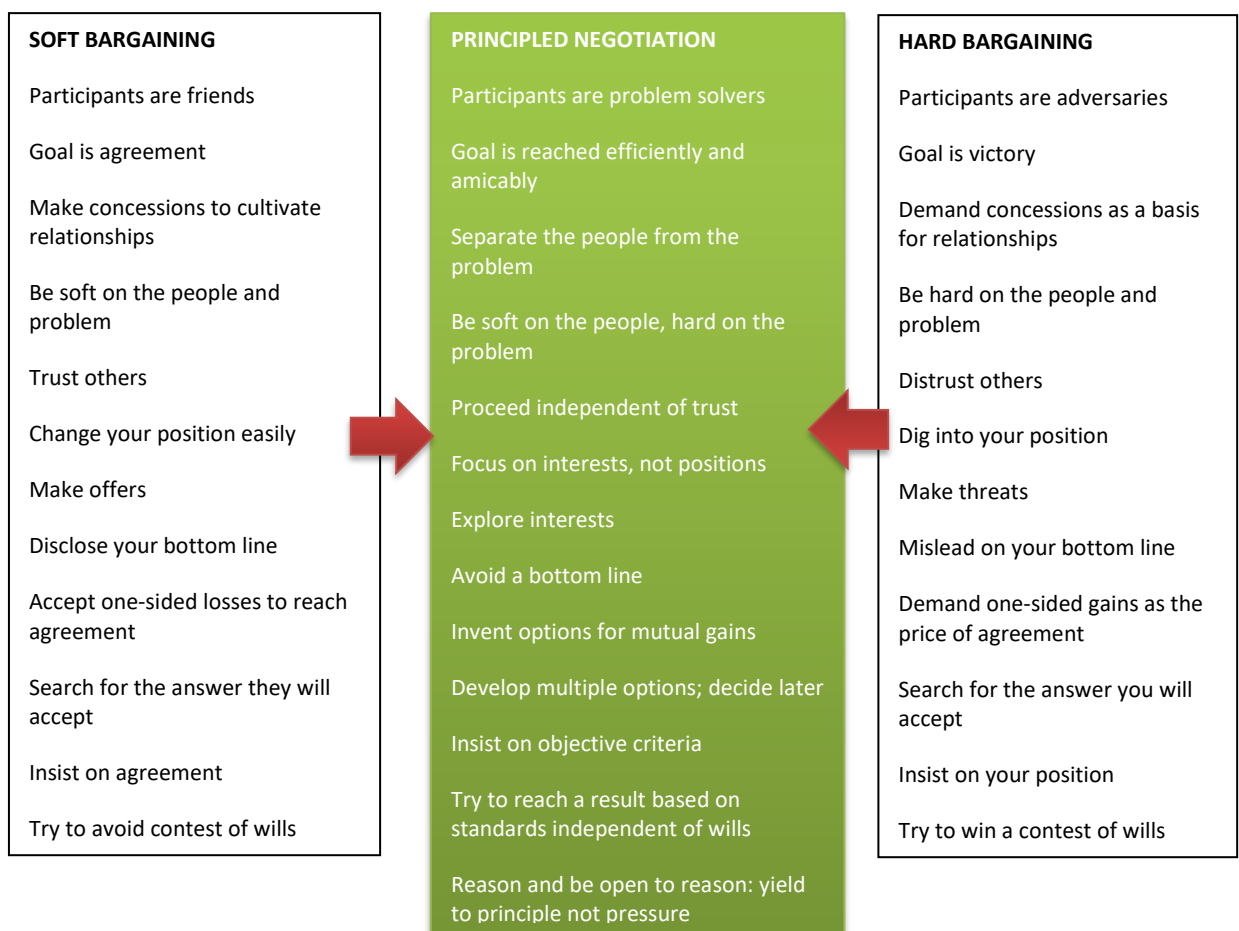 SOFT BARGAINING
Participants are friends
Goal is agreement
Make concessions to cultivate
relationships
Be soft on the people and
problem
Trust others
Change your position easily
Make offers
Disclose your bottom line
Accept one-sided losses to reach
agreement
Search for the answer they will
accept
Insist on agreement
Try to avoid contest of wills
PRINCIPLED NEGOTIATION
Participants are problem solvers
Goal is reached efficiently and
amicably
Separate the people from the
problem
Be soft on the people, hard on the
problem
Proceed independent of trust
Focus on interests, not positions
Explore interests
Avoid a bottom line
Invent options for mutual gains
Develop multiple options; decide later
Insist on objective criteria
Try to reach a result based on
standards independent of wills
Reason and be open to reason: yield
to principle not pressure
HARD BARGAINING
Participants are adversaries
Goal is victory
Demand concessions as a basis
for relationships
Be hard on the people and
problem
Distrust others
Dig into your position
Make threats
Mislead on your bottom line
Demand one-sided gains as the
price of agreement
Search for the answer you will
accept
Insist on your position
Try to win a contest of wills